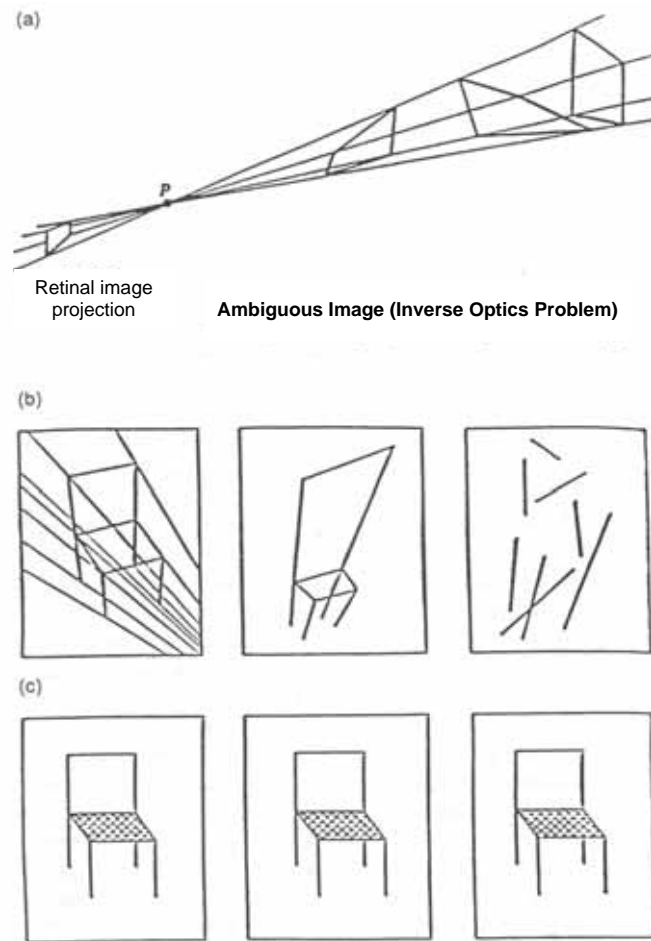 (a)
P
Retinal image
projection
Ambiguous Image (Inverse Optics Problem)
(b)
(c)